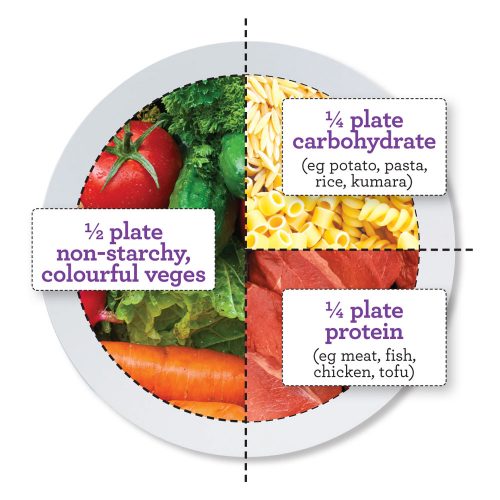 ¼ plate
carbohydrate
(eg potato, pasta,
rice, kumara)
½ plate
non-starchy,
colourful veges
¼ plate
protein
(eg meat, fish,
chicken, tofu)